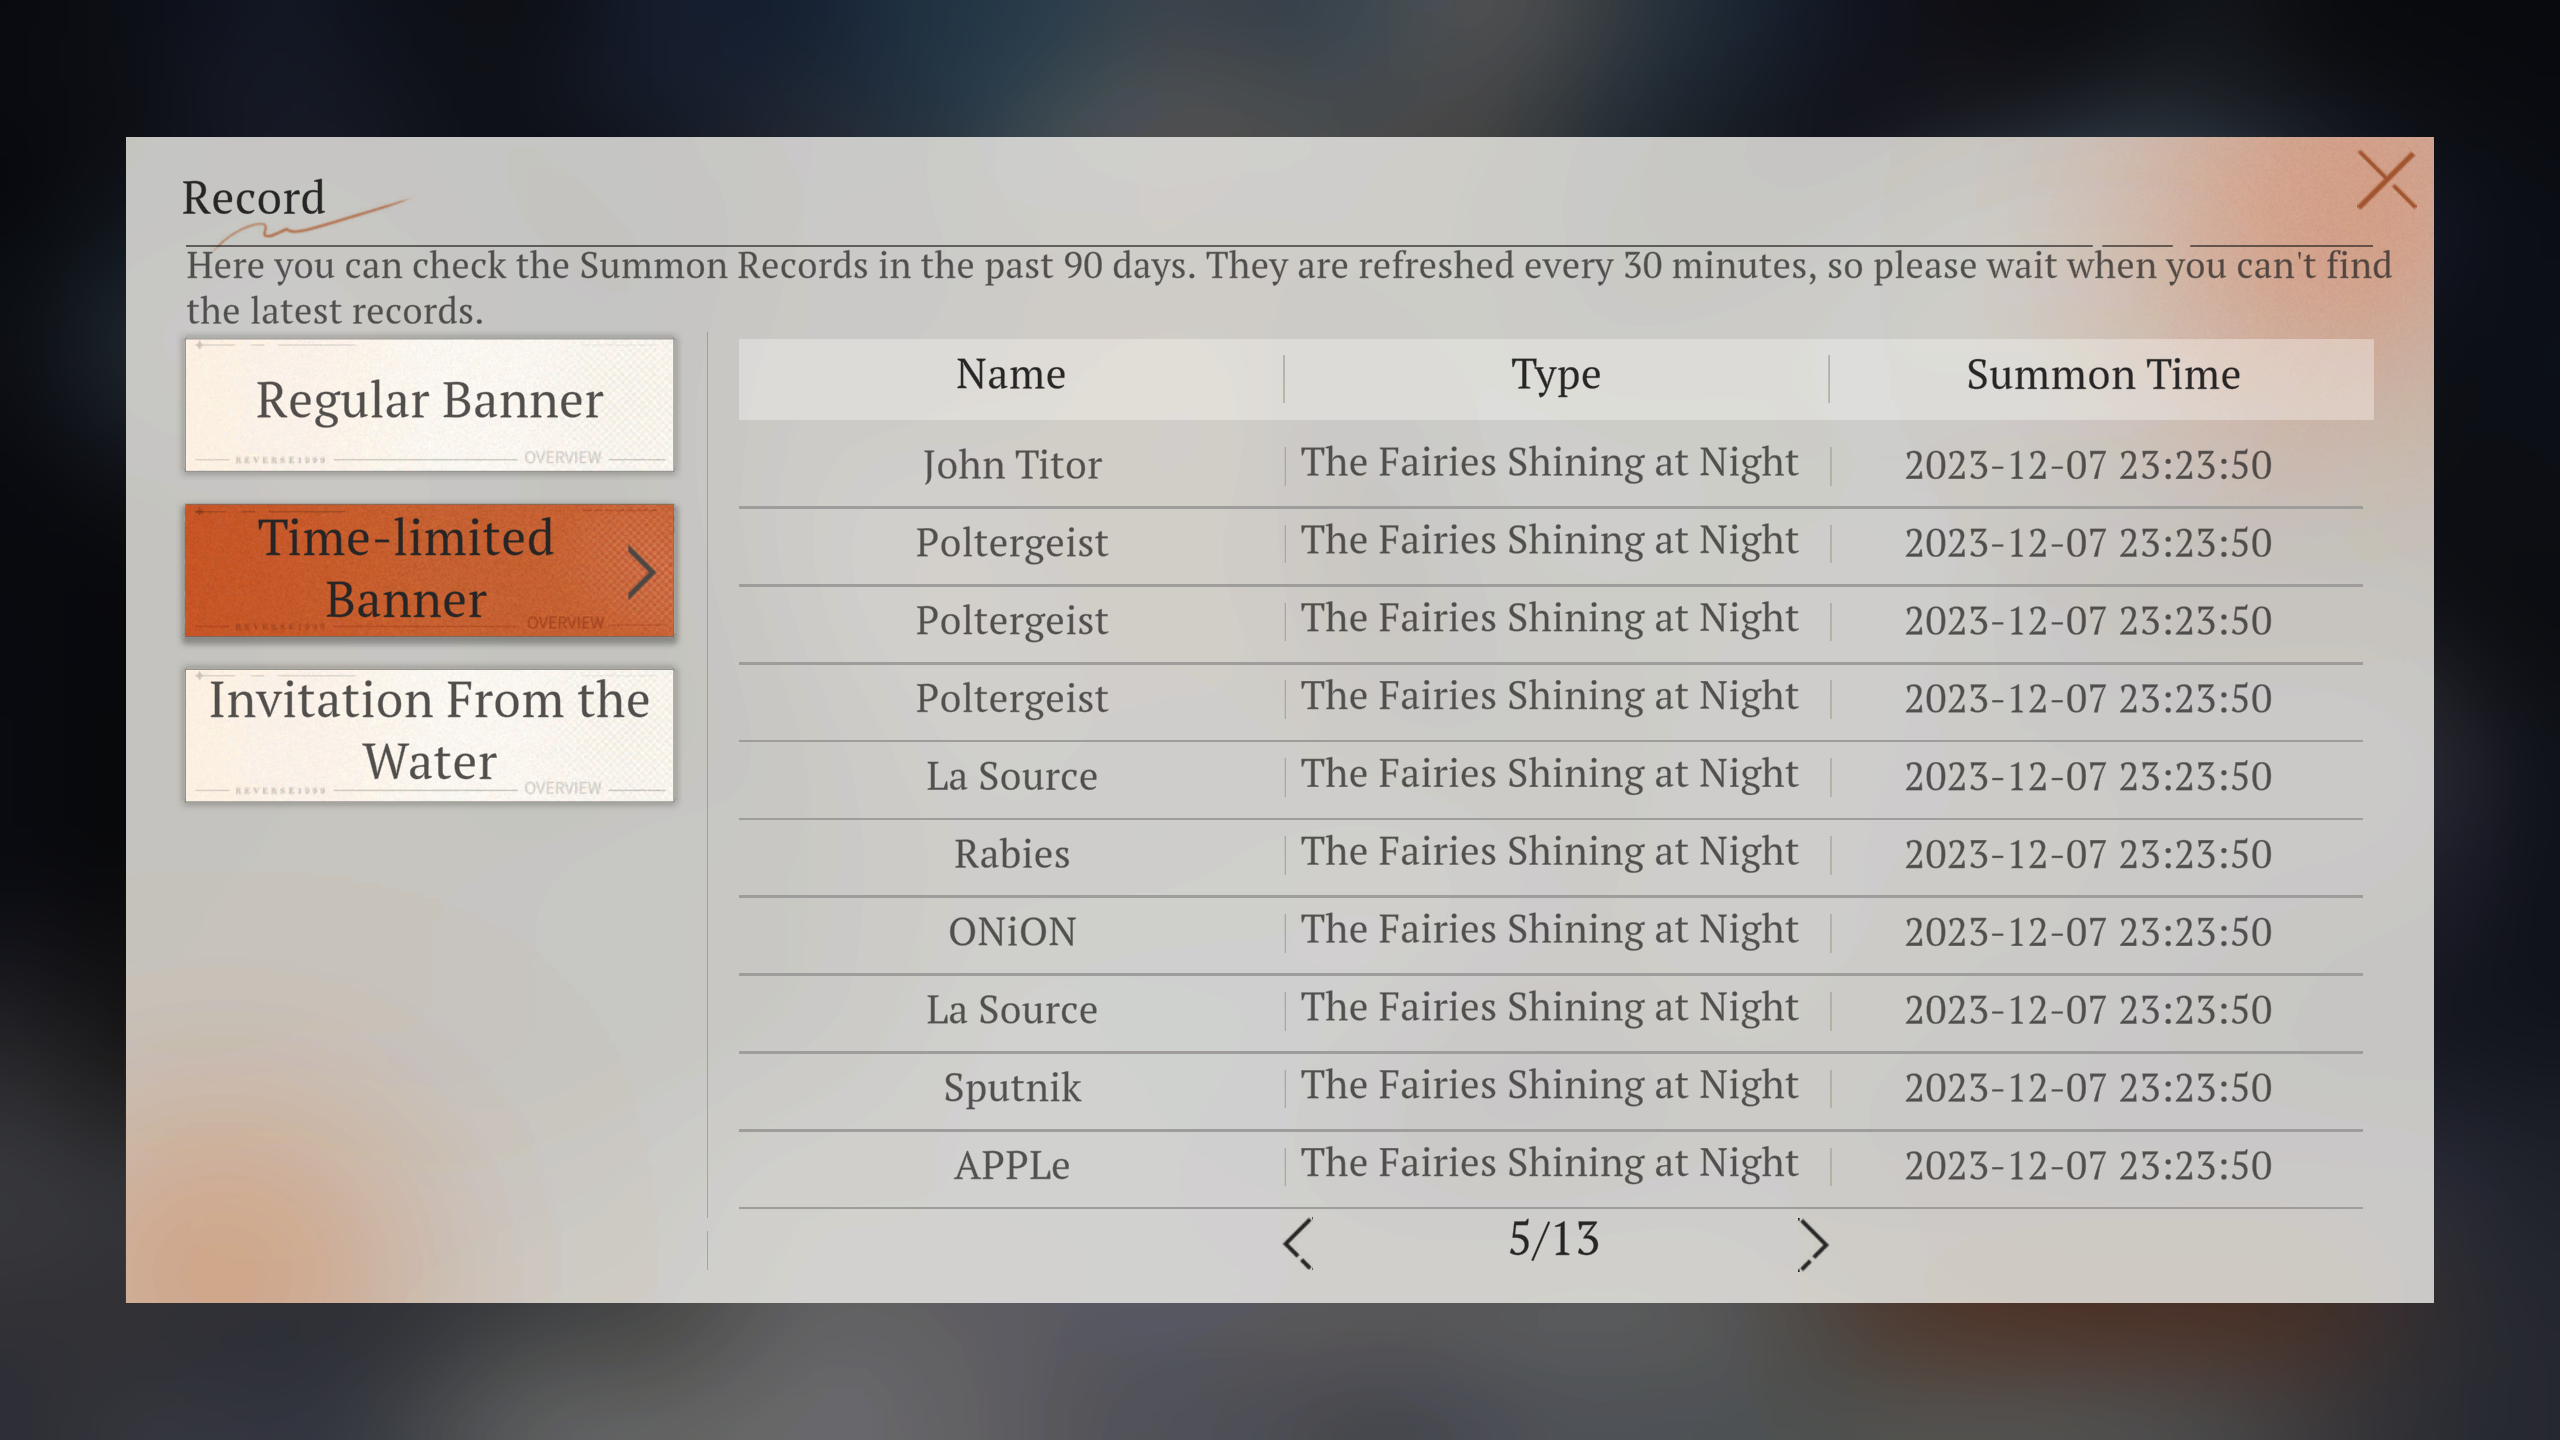 Record
Here you can check the Summon Records in the past 90 days. They are refreshed every 30 minutes, so please wait when you can't find
the latest records.
Regular Banner
REVERSE1999 OVERVIEW
Time-limited
Banner
REVERSE1999 OVERVIEW
Invitation From the
Water
REVERSE1999 OVERVIEW
Name Type Summon Time
John Titor The Fairies Shining at Night 2023-12-07 23:23:50
Poltergeist The Fairies Shining at Night 2023-12-07 23:23:50
Poltergeist The Fairies Shining at Night 2023-12-07 23:23:50
Poltergeist The Fairies Shining at Night 2023-12-07 23:23:50
La Source The Fairies Shining at Night 2023-12-07 23:23:50
Rabies The Fairies Shining at Night 2023-12-07 23:23:50
ONiON The Fairies Shining at Night 2023-12-07 23:23:50
La Source The Fairies Shining at Night 2023-12-07 23:23:50
Sputnik The Fairies Shining at Night 2023-12-07 23:23:50
APPLe The Fairies Shining at Night 2023-12-07 23:23:50
5/13